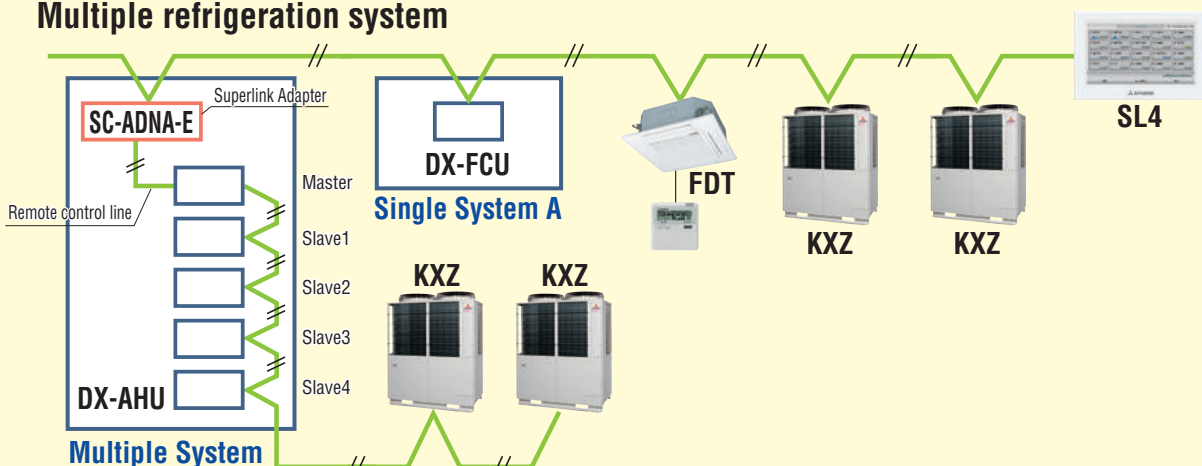 Multiple refrigeration system
Superlink Adapter
SC-ADNA-E
SL4
DX-FCU
FDT
Master
Remote control line
Single System A
KXZ
KXZ
Slave1
KXZ
KXZ
Slave2
Slave3
DX-AHU
Slave4
Multiple System